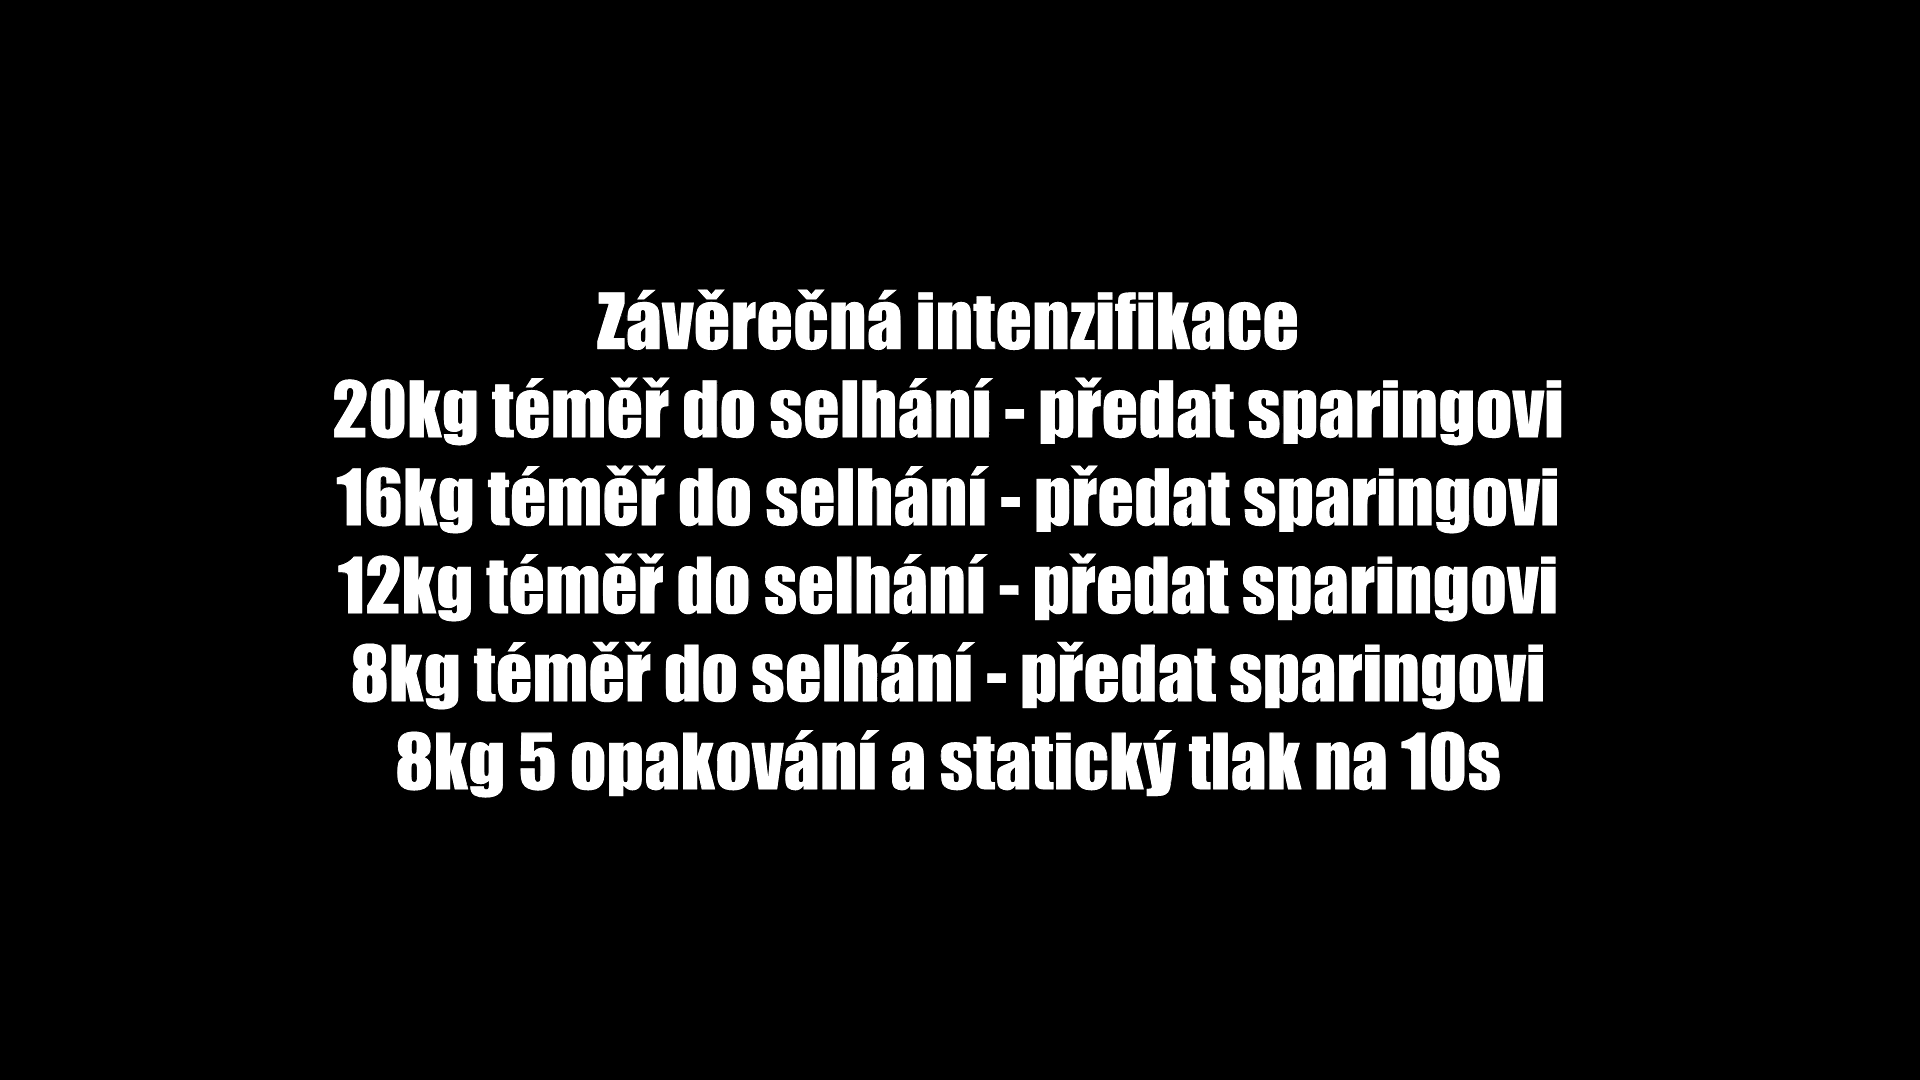 Závěrečná intenzifikace
20kg téměř do selhání - předat sparingovi
16kg téměř do selhání - předat sparingovi
12kg téměř do selhání - předat sparingovi
8kg téměř do selhání - předat sparingovi
8kg 5 opakování a statický tlak na 10s